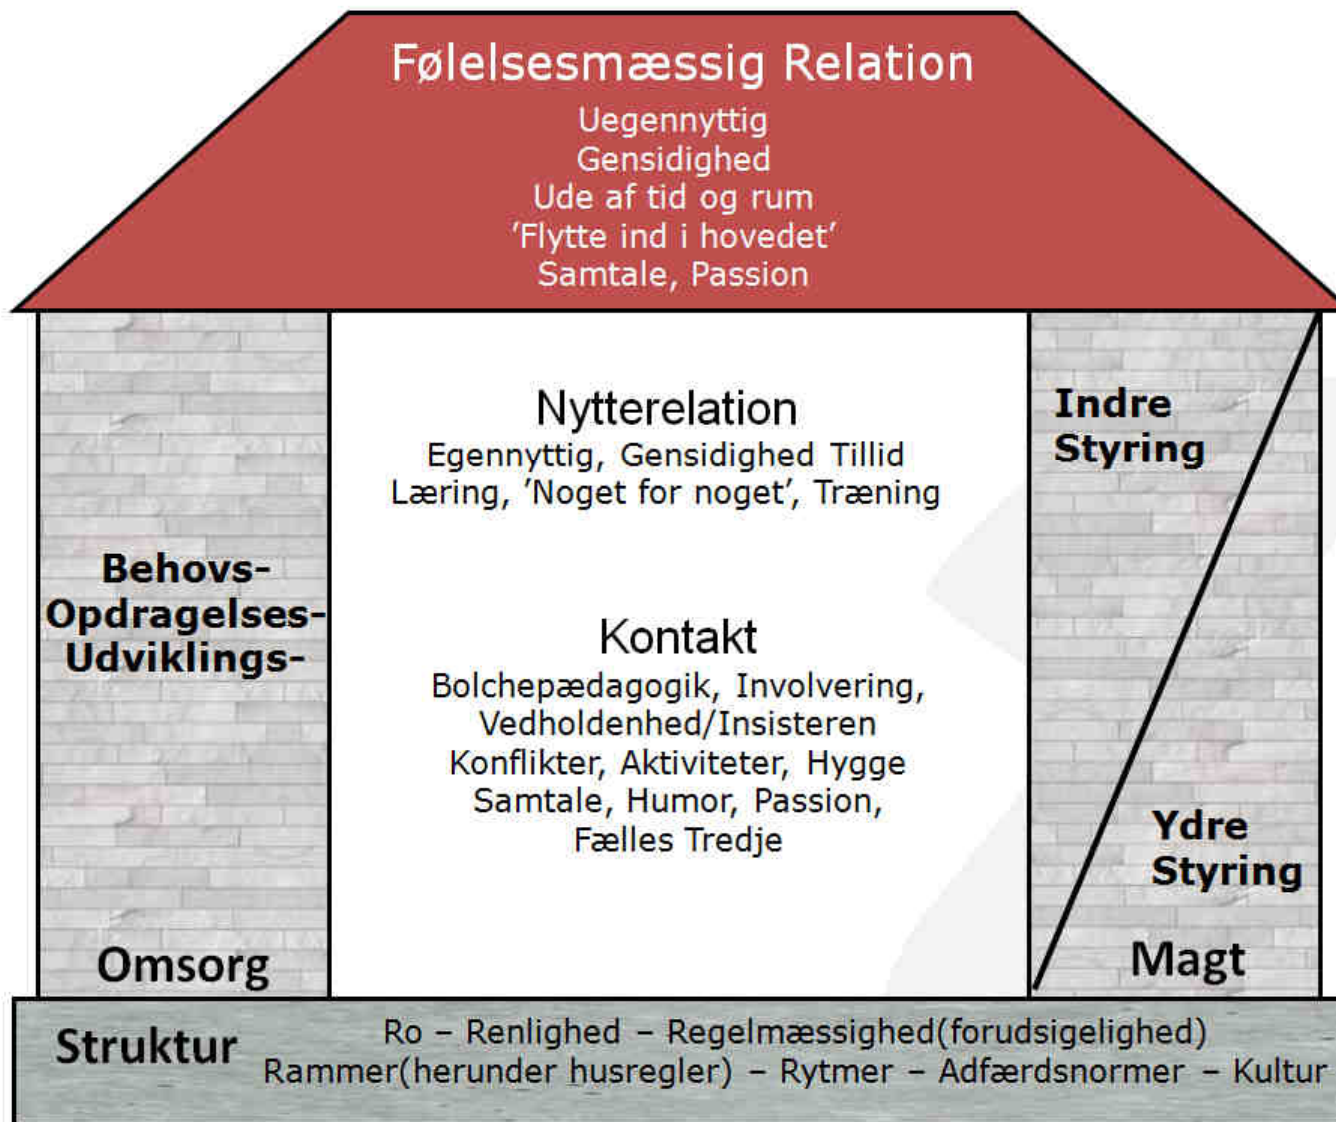 Følelsesmæssig Relation
Uegennyttig
Gensidighed
Ude af tid og rum
’Flytte ind i hovedet’
Samtale, Passion
Behovs-
Opdragelses-
Udviklings-
Omsorg
Nytterelation
Egennyttig, Gensidighed Tillid
Læring, ’Noget for noget’, Træning
Kontakt
Bolchepædagogik, Involvering,
Vedholdenhed/Insisteren
Konflikter, Aktiviteter, Hygge
Samtale, Humor, Passion,
Fælles Tredje
Indre
Styring
Ydre
Styring
Magt
Struktur
Ro – Renlighed – Regelmæssighed(forudsigelighed)
Rammer(herunder husregler) – Rytmer – Adfærdsnormer – Kultur